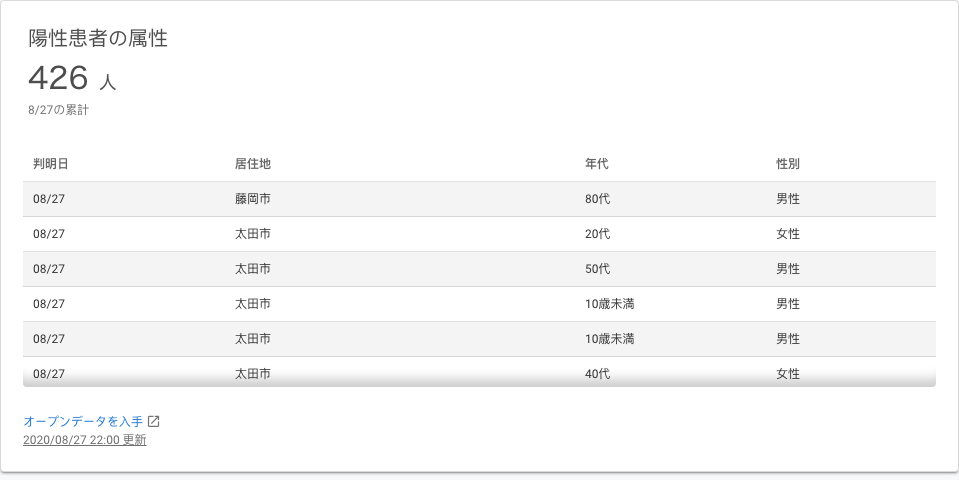 陽性患者の属性
426 人
8/27の累計
判明日 居住地 年代 性別
08/27 藤岡市 80代 男性
08/27 太田市 20代 女性
08/27 太田市 50代 男性
08/27 太田市 10歳未満 男性
08/27 太田市 10歳未満 男性
08/27 太田市 40代 女性
オープンデータを入手
2020/08/27 22:00 更新